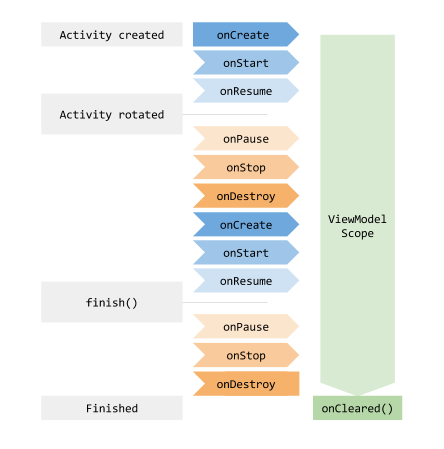 Activity created
onCreate
onStart
onResume
Activity rotated
onPause
onStop
onDestroy
onCreate
onStart
onResume
finish()
onPause
onStop
onDestroy
Finished
ViewModel
Scope
onCleared()